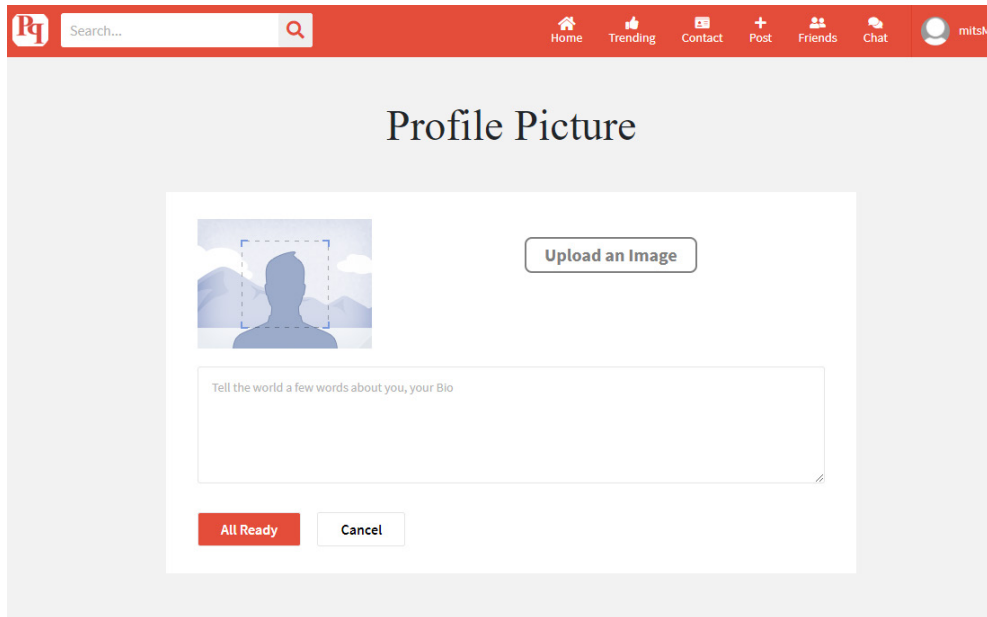 Pq
Search...
Home
Trending
Contact
Post
Friends
Chat
mitsM
Profile Picture
Upload an Image
Tell the world a few words about you, your Bio
All Ready
Cancel